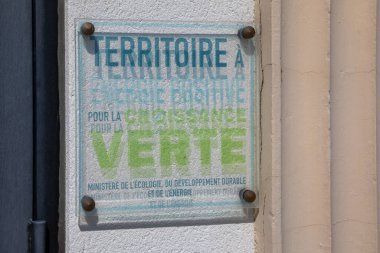 TERRITOIRE À
ÉNERGIE POSITIVE
POUR LA CROISSANCE
VERTE
MINISTÈRE DE L'ÉCOLOGIE, DU DÉVELOPPEMENT DURABLE
ET DE L'ÉNERGIE